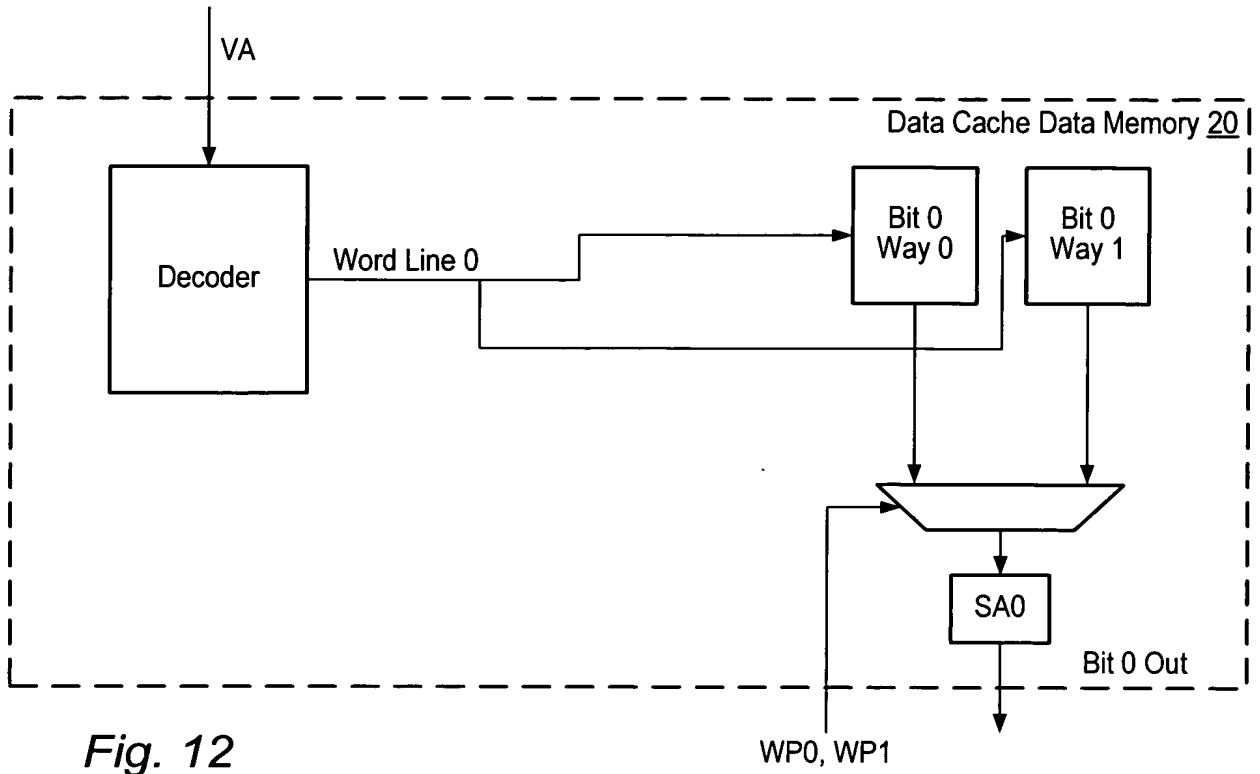 VA
Data Cache Data Memory 20
Decoder
Word Line 0
Bit 0
Way 0
Bit 0
Way 1
SA0
Bit 0 Out
WP0, WP1
Fig. 12